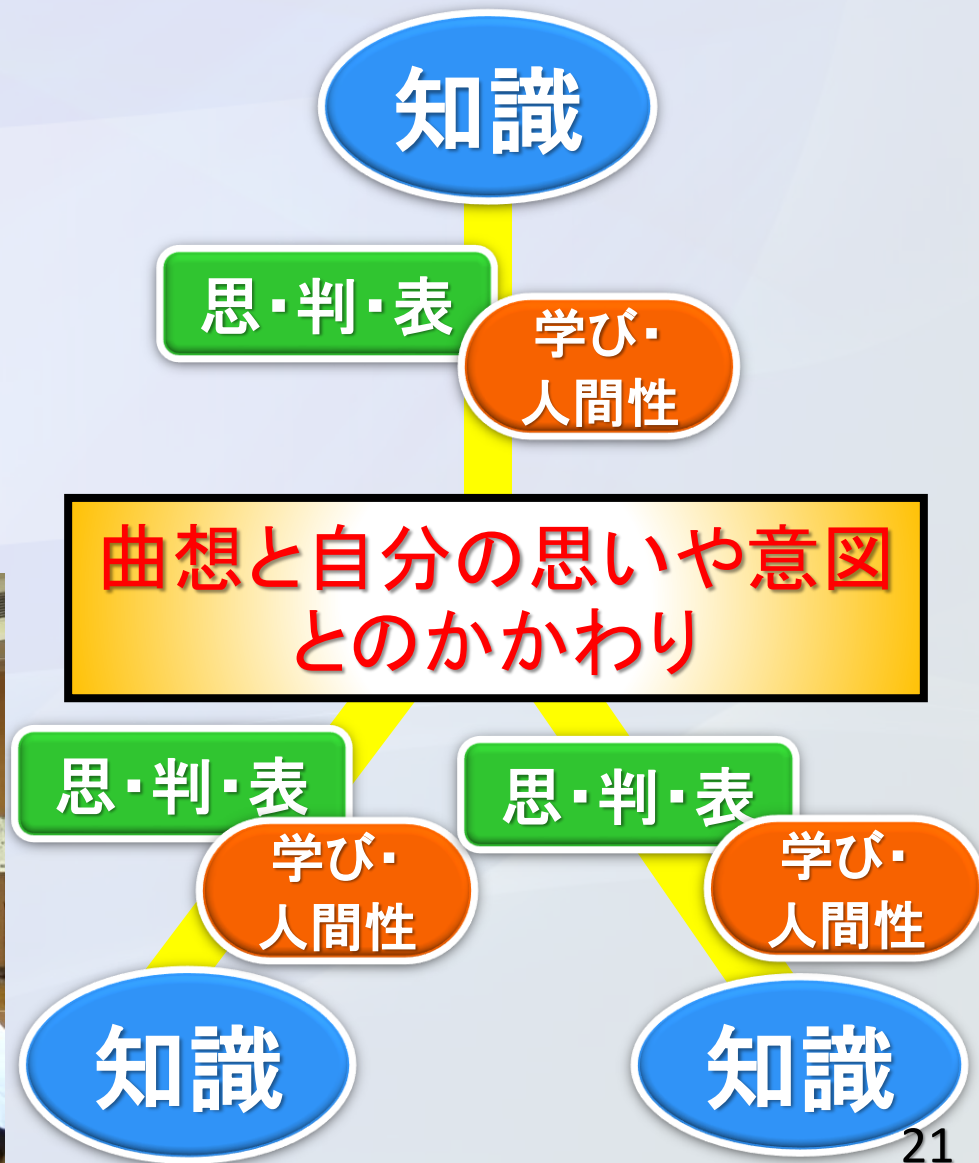 知識
思・判・表
学び・
人間性
曲想と自分の思いや意図
とのかかわり
思・判・表
学び・
人間性
思・判・表
学び・
人間性
知識
知識
21